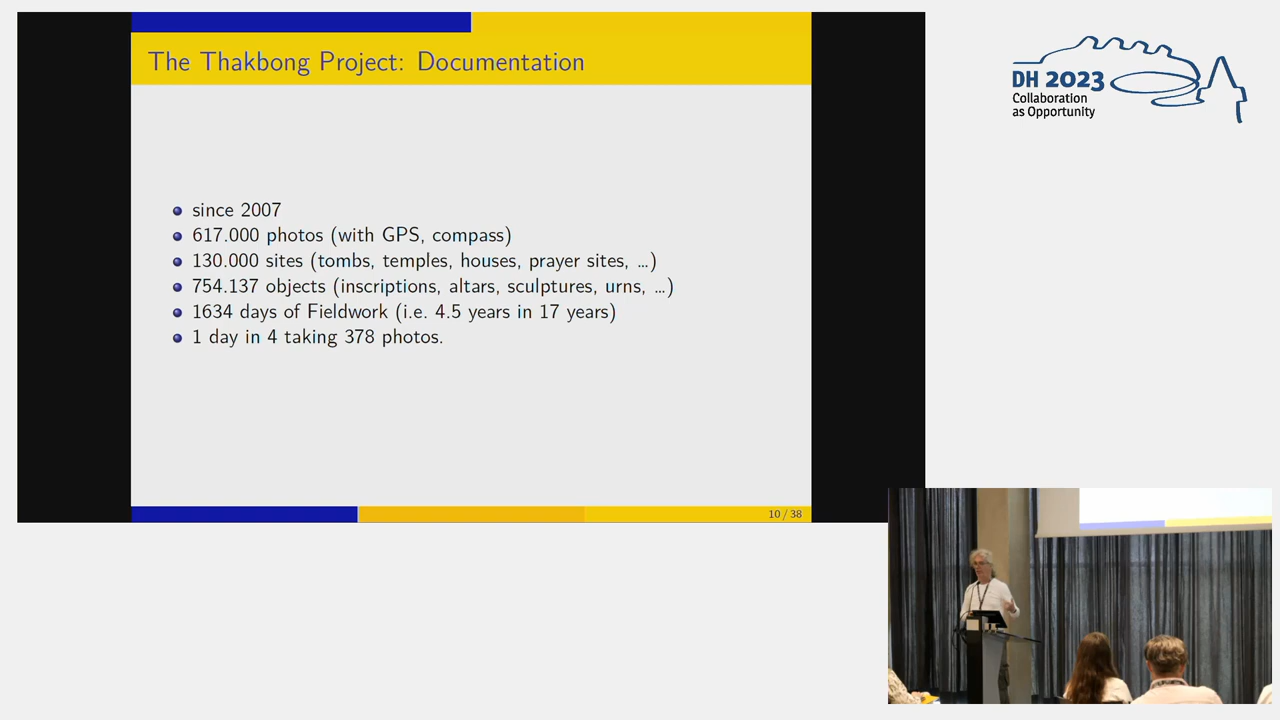 The Thakbong Project: Documentation
since 2007
617.000 photos (with GPS, compass)
130.000 sites (tombs, temples, houses, prayer sites, ...)
754.137 objects (inscriptions, altars, sculptures, urns, ...)
1634 days of Fieldwork (i.e. 4.5 years in 17 years)
1 day in 4 taking 378 photos.
10 / 38
DH 2023
Collaboration
as Opportunity